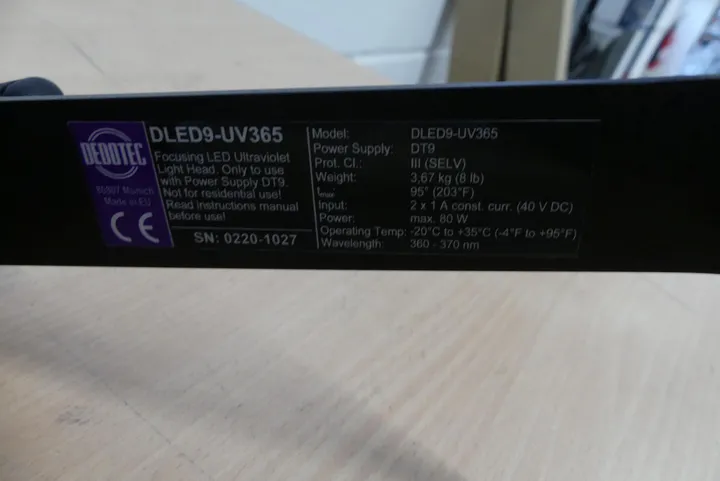 DEDOTEC
80807 Munich
Made in EU
CE
DLED9-UV365
Focusing LED Ultraviolet
Light Head. Only to use
with Power Supply DT9.
Not for residential use!
Read instructions manual
before use!
SN: 0220-1027
Model: DLED9-UV365
Power Supply: DT9
Prot. Cl.: III (SELV)
Weight: 3,67 kg (8 lb)
tmax: 95° (203°F)
Input: 2 x 1 A const. curr. (40 V DC)
Power: max. 80 W
Operating Temp: -20°C to +35°C (-4°F to +95°F)
Wavelength: 360 - 370 nm